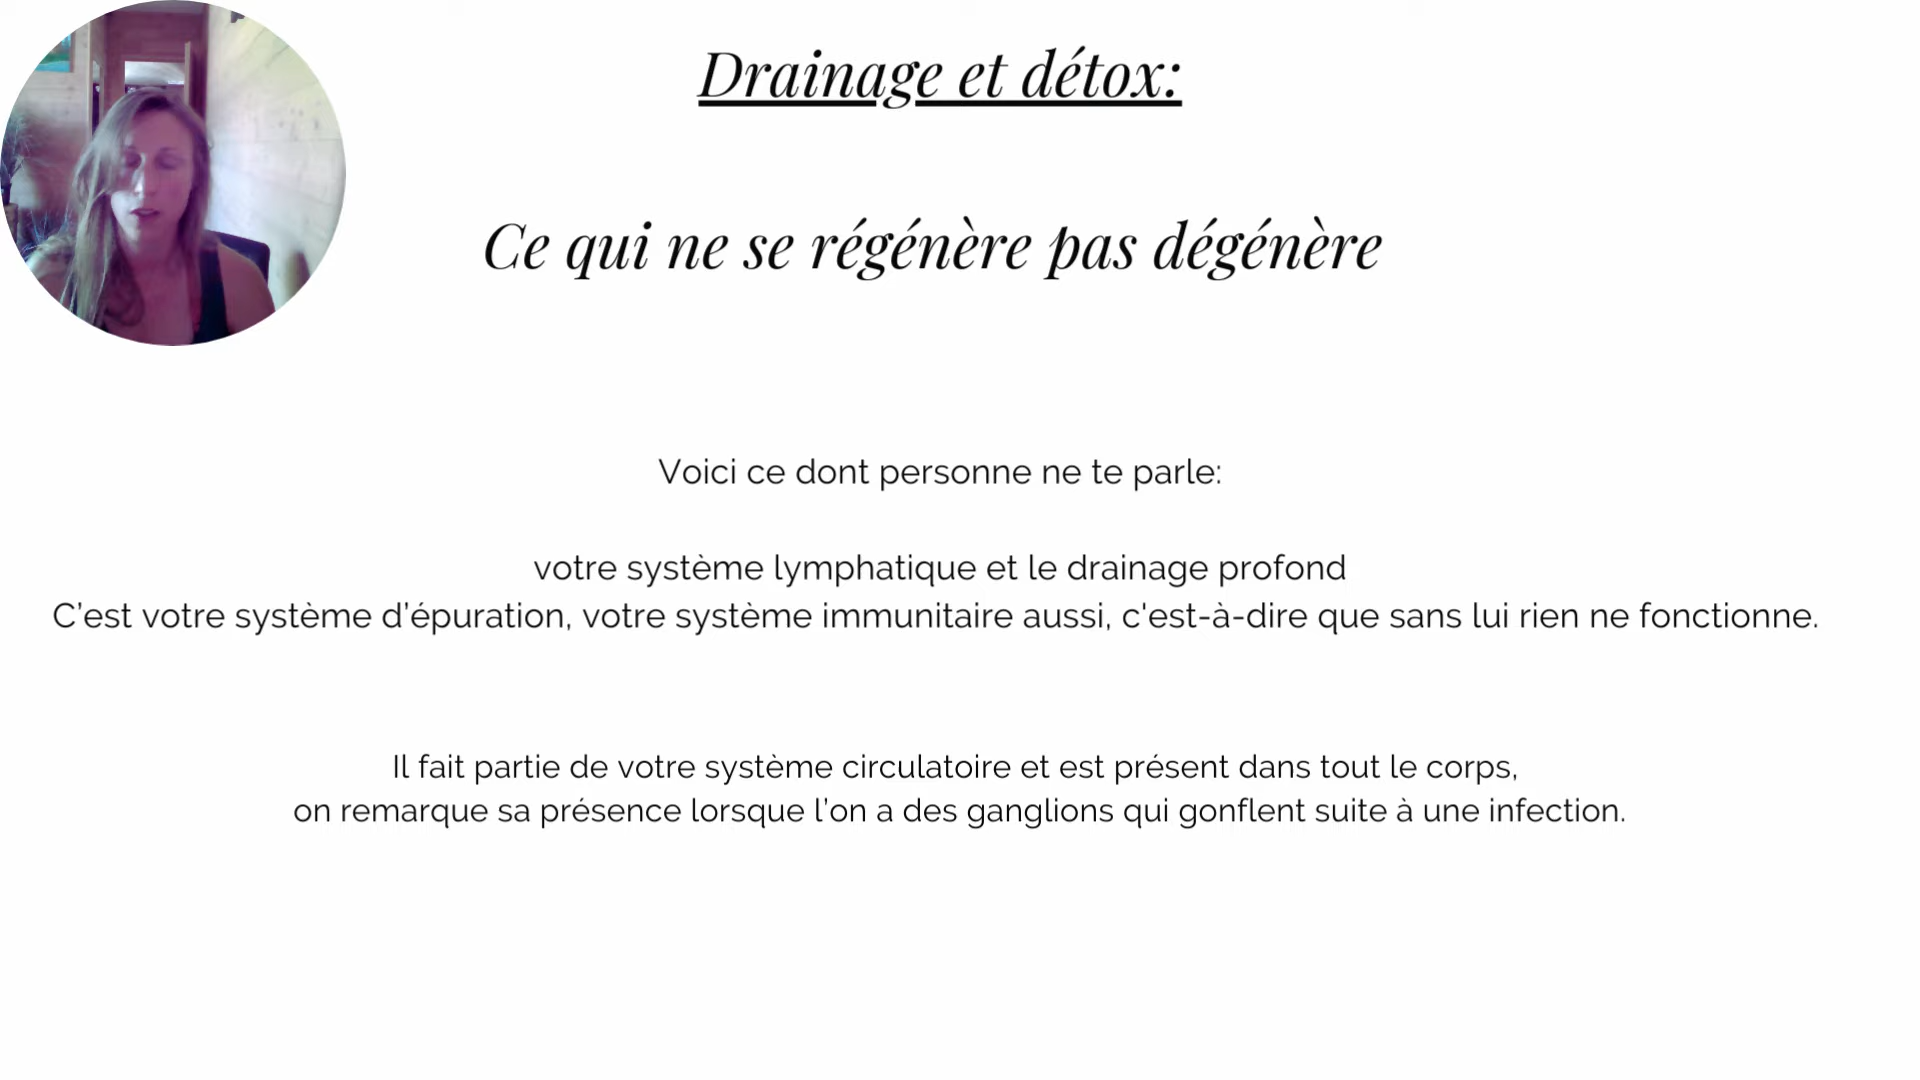 Drainage et détox:
Ce qui ne se régénère pas dégénère
Voici ce dont personne ne te parle:
votre système lymphatique et le drainage profond
C’est votre système d’épuration, votre système immunitaire aussi, c'est-à-dire que sans lui rien ne fonctionne.
Il fait partie de votre système circulatoire et est présent dans tout le corps,
on remarque sa présence lorsque l’on a des ganglions qui gonflent suite à une infection.